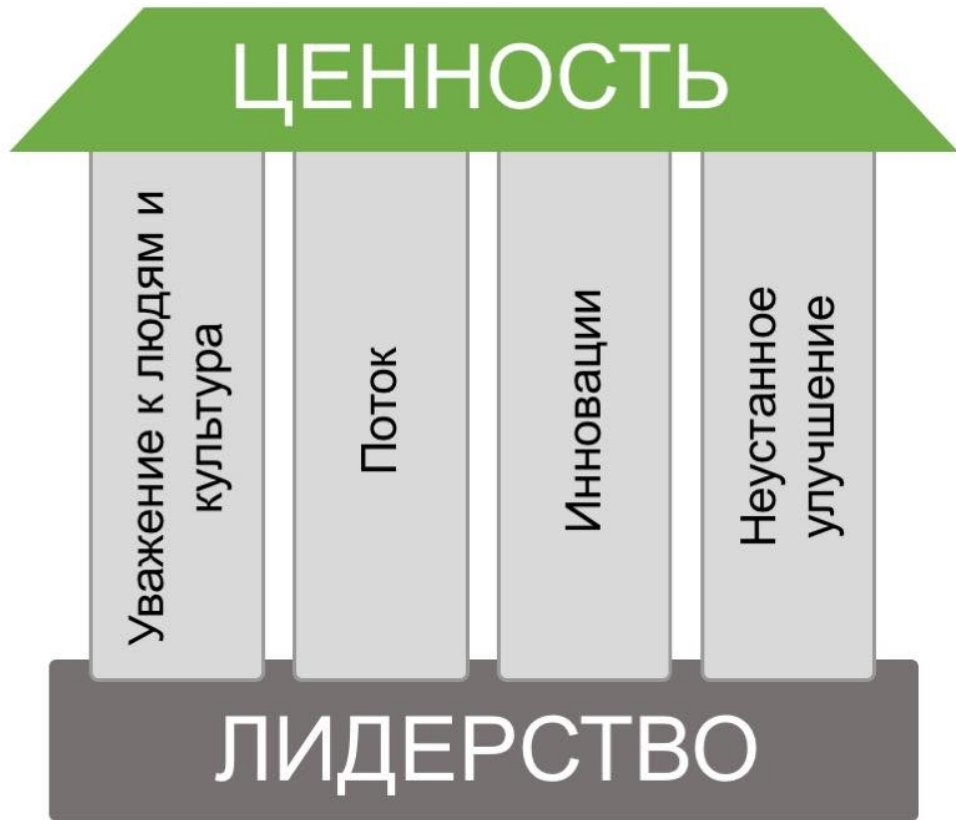 ЦЕННОСТЬ
Уважение к людям и
культура
Поток
Инновации
Неустанное
улучшение
ЛИДЕРСТВО